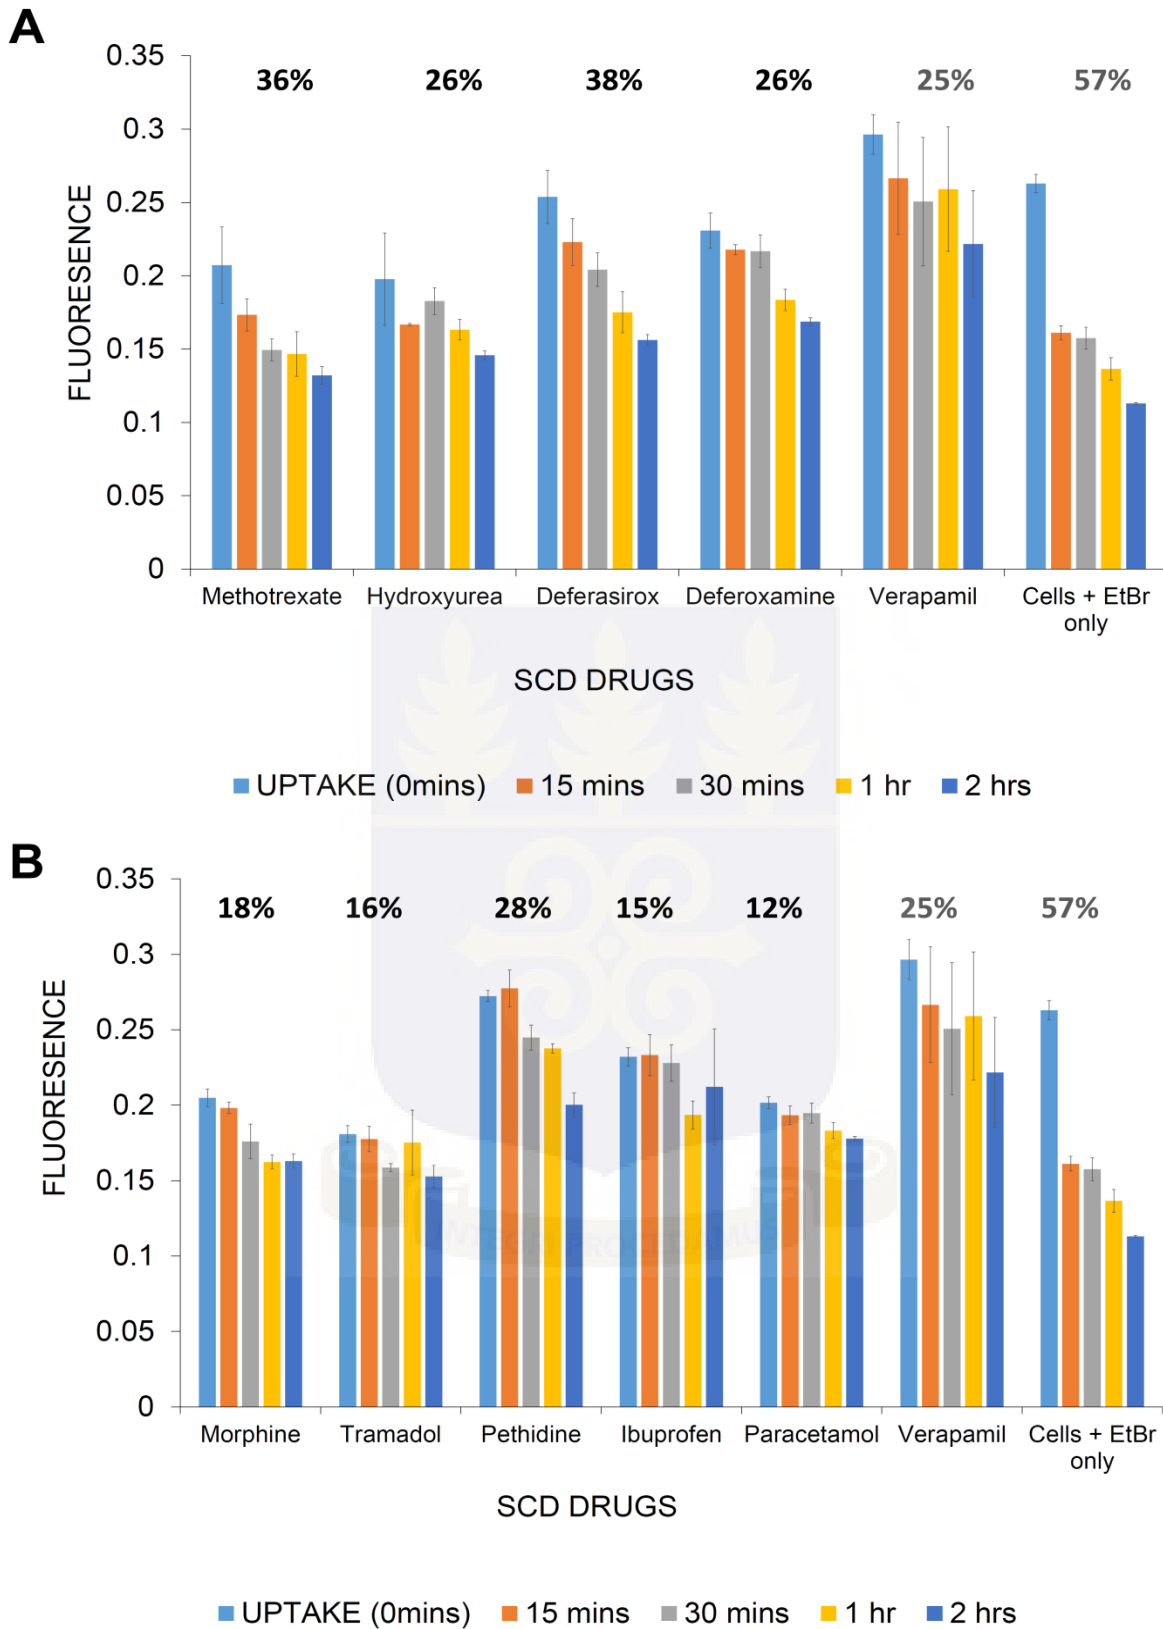 A
0.35
36% 26% 38% 26% 25% 57%
0.3
0.25
0.2
0.15
0.1
0.05
0
FLUORESENCE
Methotrexate Hydroxyurea Deferasirox Deferoxamine Verapamil Cells + EtBr
only
SCD DRUGS
UPTAKE (0mins) 15 mins 30 mins 1 hr 2 hrs
B
0.35
18% 16% 28% 15% 12% 25% 57%
0.3
0.25
0.2
0.15
0.1
0.05
0
FLUORESENCE
INTEGRI PROCEDAMUS
Morphine Tramadol Pethidine Ibuprofen Paracetamol Verapamil Cells + EtBr
only
SCD DRUGS
UPTAKE (0mins) 15 mins 30 mins 1 hr 2 hrs